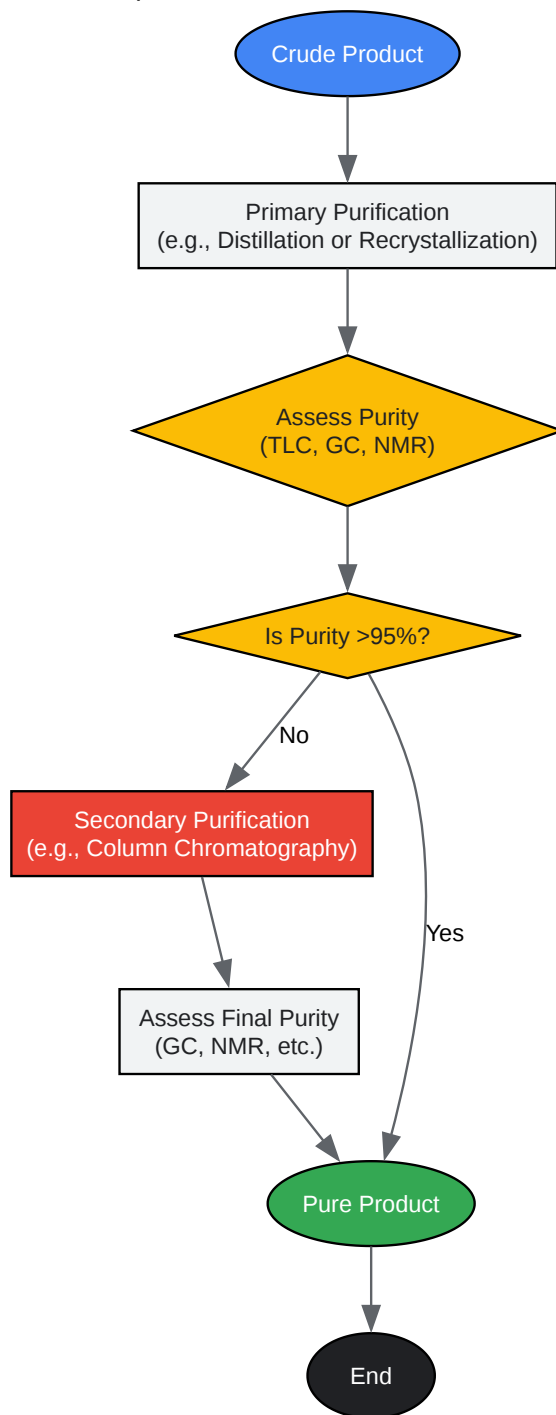 Crude Product
Primary Purification
(e.g., Distillation or Recrystallization)
Assess Purity
(TLC, GC, NMR)
Is Purity >95%?
No
Secondary Purification
(e.g., Column Chromatography)
Yes
Assess Final Purity
(GC, NMR, etc.)
Pure Product
End